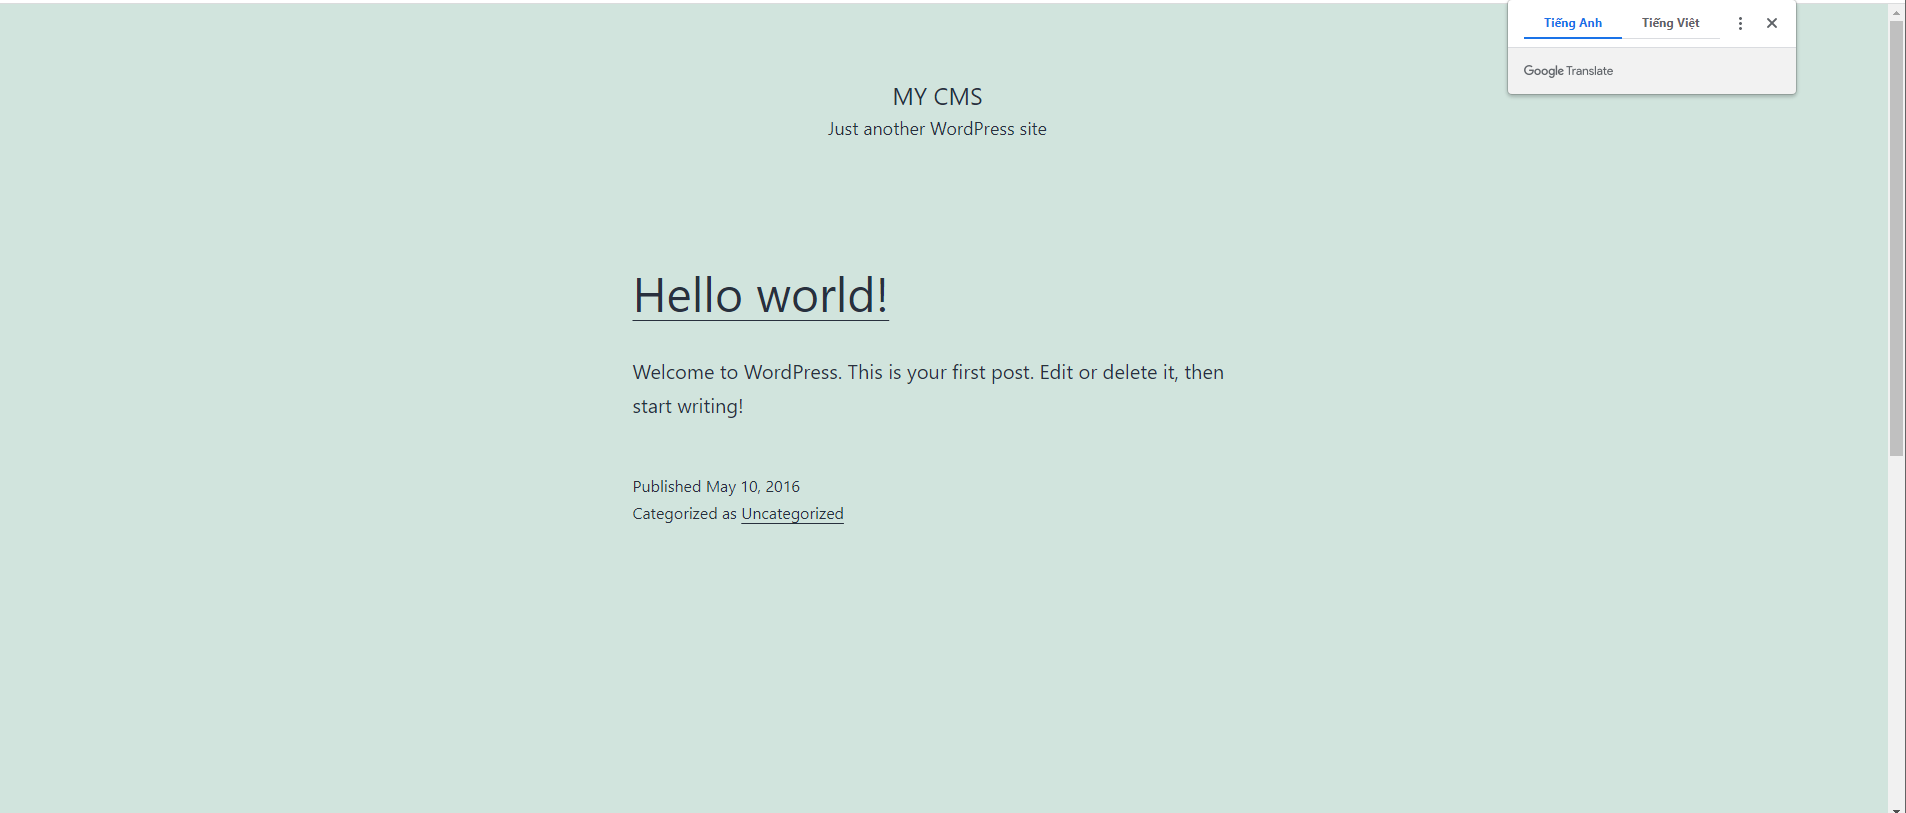 Tiếng Anh Tiếng Việt
Google Translate
MY CMS
Just another WordPress site
Hello world!
Welcome to WordPress. This is your first post. Edit or delete it, then
start writing!
Published May 10, 2016
Categorized as Uncategorized